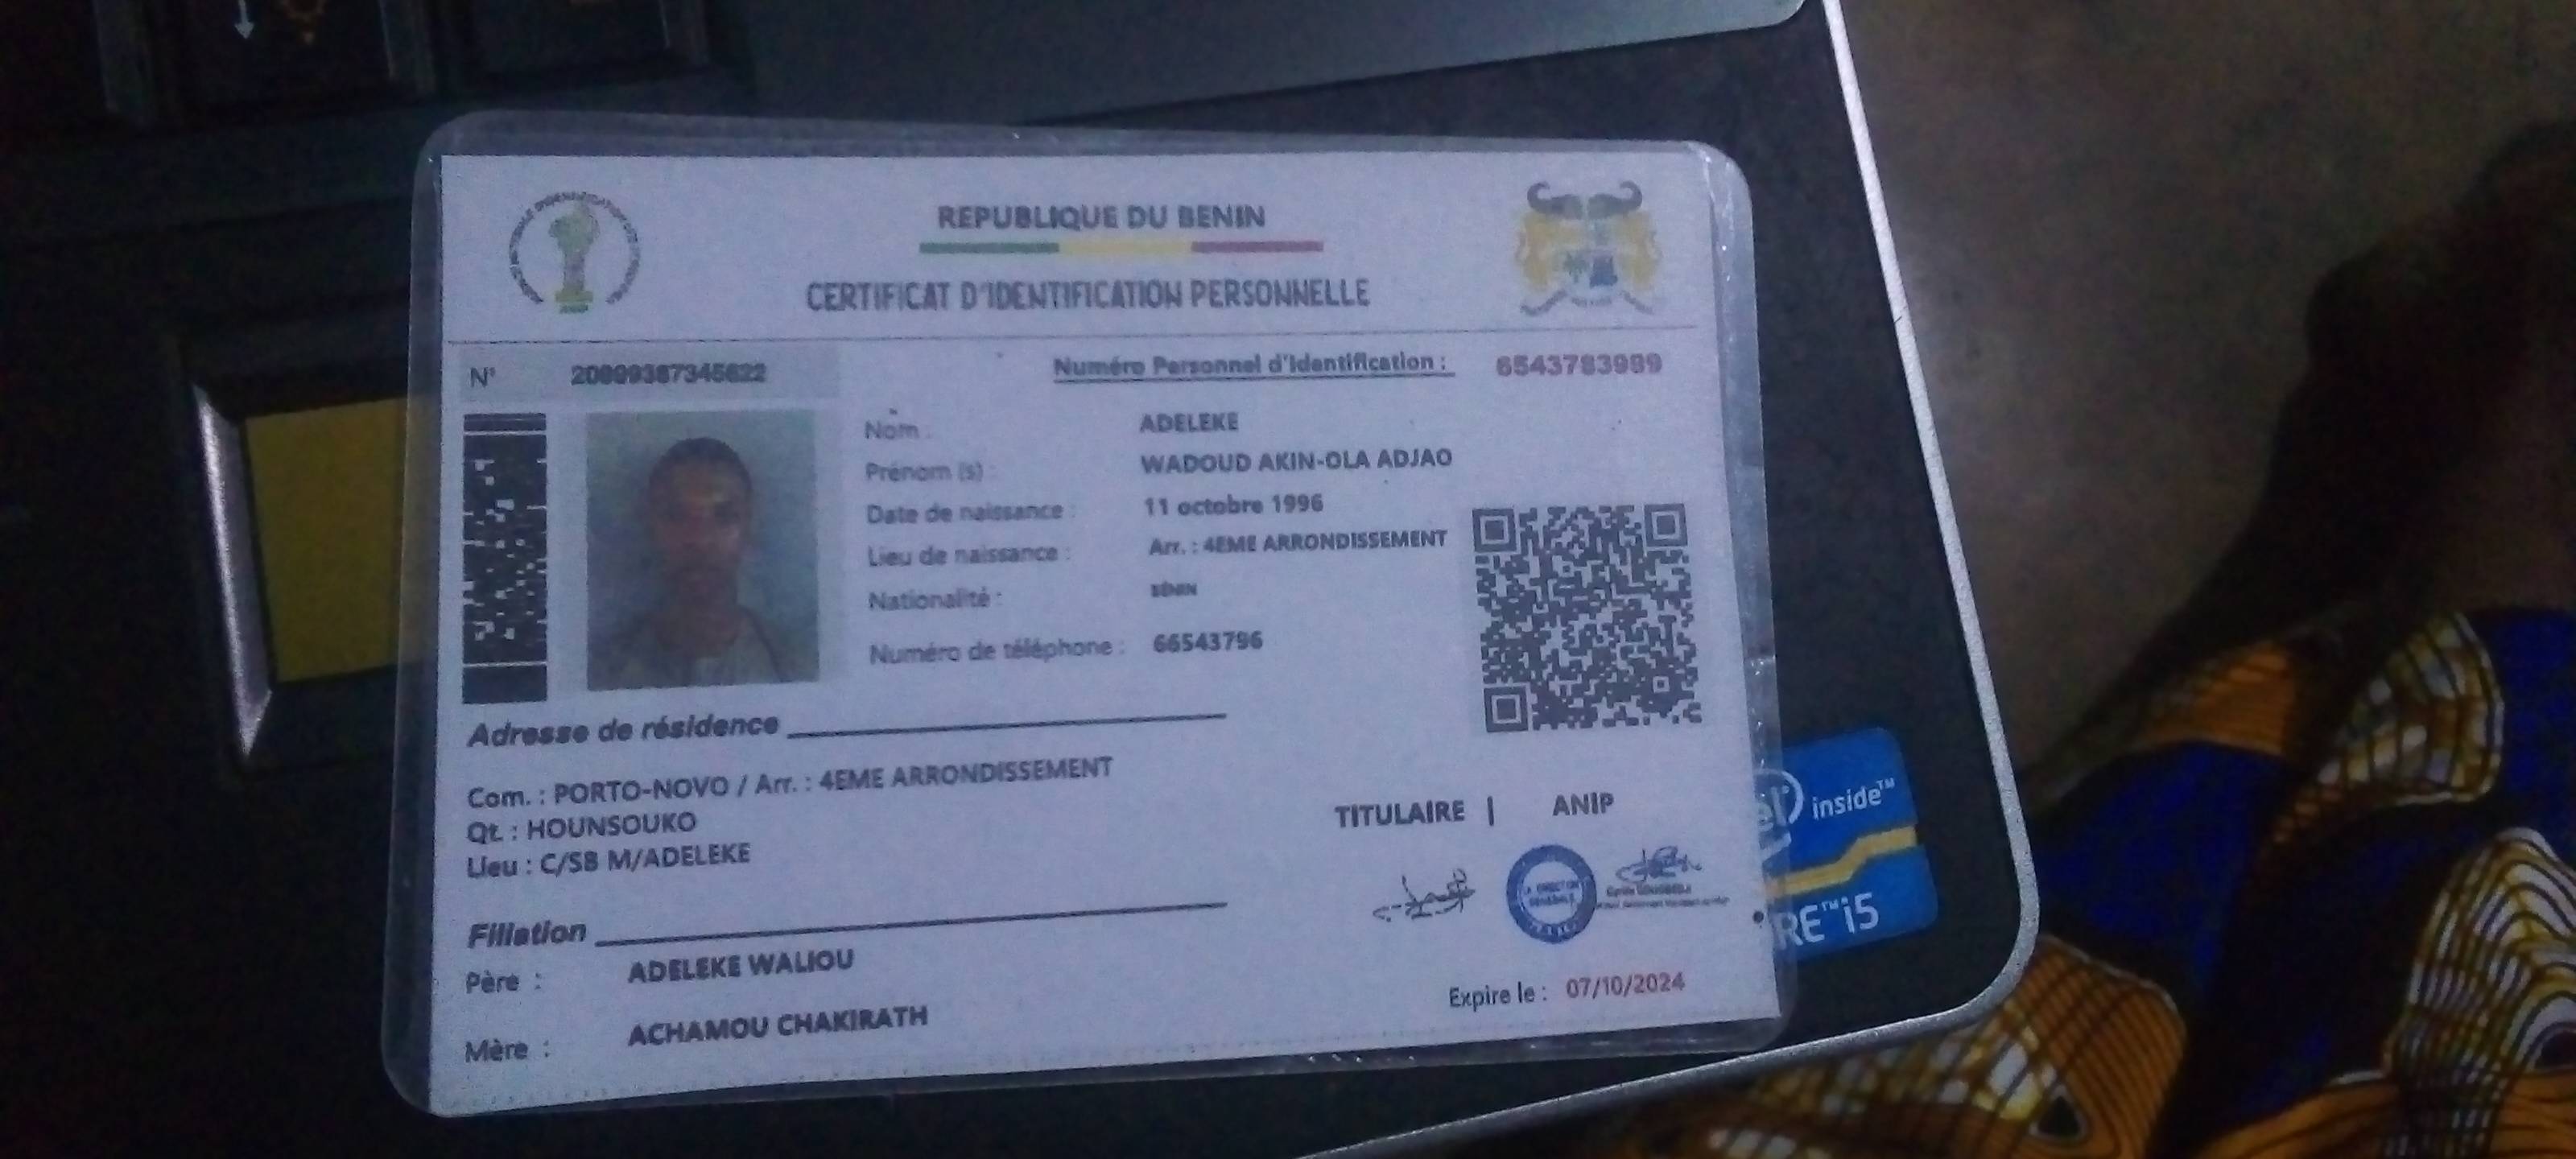 REPUBLIQUE DU BENIN
CERTIFICAT D'IDENTIFICATION PERSONNELLE
N°
Numéro Personnel d'Identification : 6543783989
Nom : ADELEKE
Prénom (s) : WADOUD AKIN-OLA ADJAO
Date de naissance : 11 octobre 1996
Lieu de naissance : Arr. : 4EME ARRONDISSEMENT
Nationalité : BENIN
Numéro de téléphone : 66543796
Adresse de résidence
Com. : PORTO-NOVO / Arr. : 4EME ARRONDISSEMENT
Qt. : HOUNSOUKO
Lieu : C/SB M/ADELEKE
TITULAIRE | ANIP
Filiation
Père : ADELEKE WALIOU
Mère : ACHAMOU CHAKIRATH
Expire le : 07/10/2024
inside™
i5